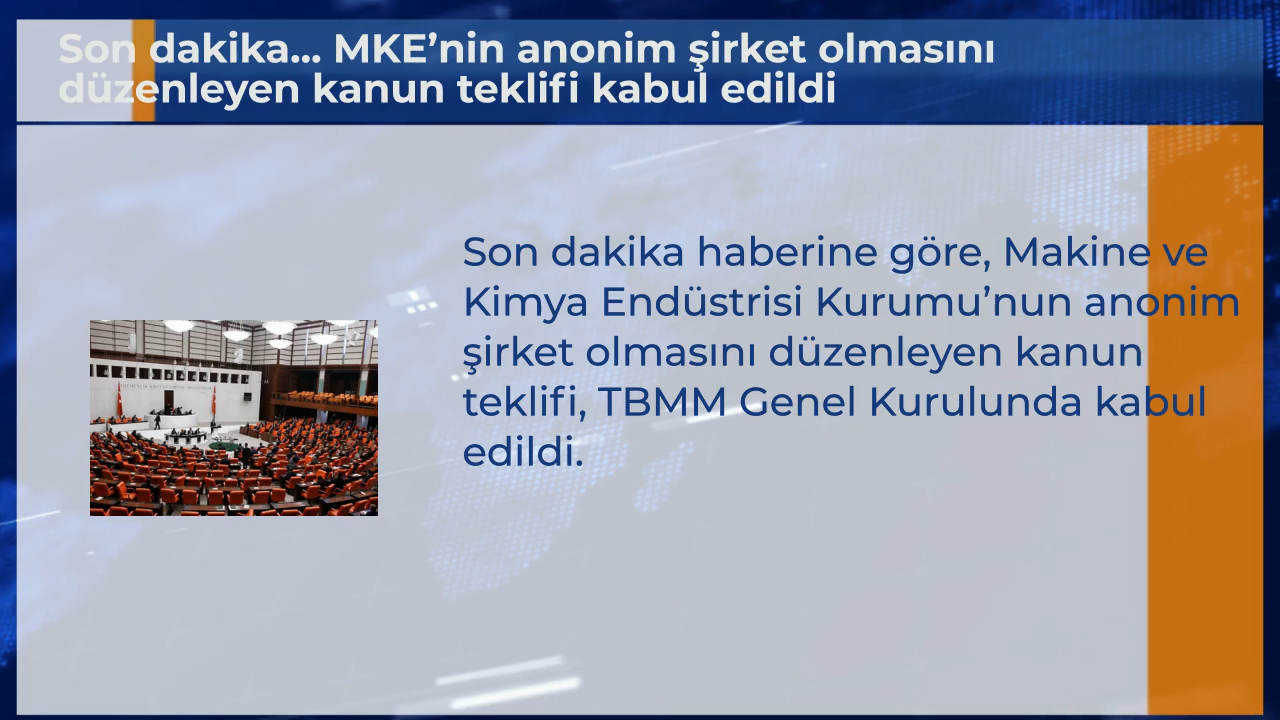 Son dakika... MKE’nin anonim şirket olmasını
düzenleyen kanun teklifi kabul edildi
Son dakika haberine göre, Makine ve
Kimya Endüstrisi Kurumu’nun anonim
şirket olmasını düzenleyen kanun
teklifi, TBMM Genel Kurulunda kabul
edildi.